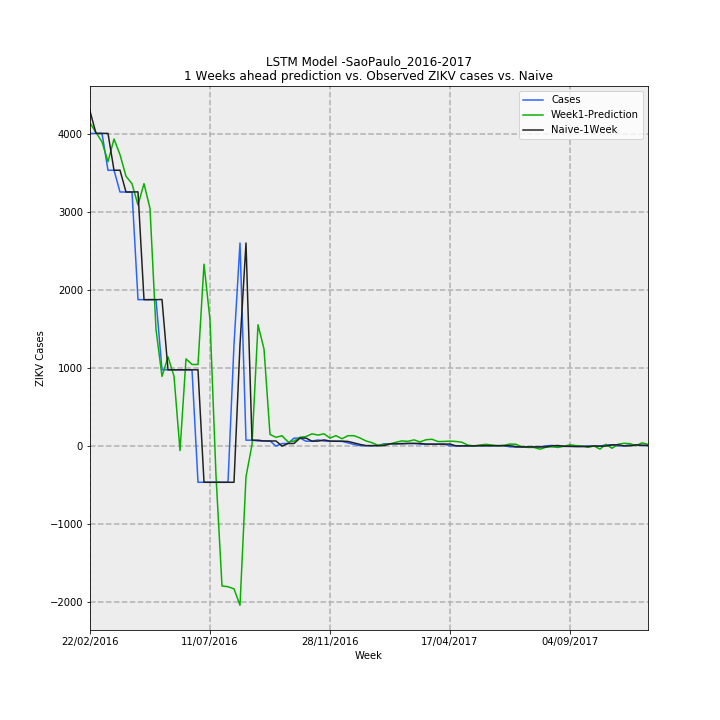 LSTM Model -SaoPaulo_2016-2017
1 Weeks ahead prediction vs. Observed ZIKV cases vs. Naive
Cases
Week1-Prediction
Naive-1Week
ZIKV Cases
4000
3000
2000
1000
0
−1000
−2000
22/02/2016
11/07/2016
28/11/2016
17/04/2017
04/09/2017
Week